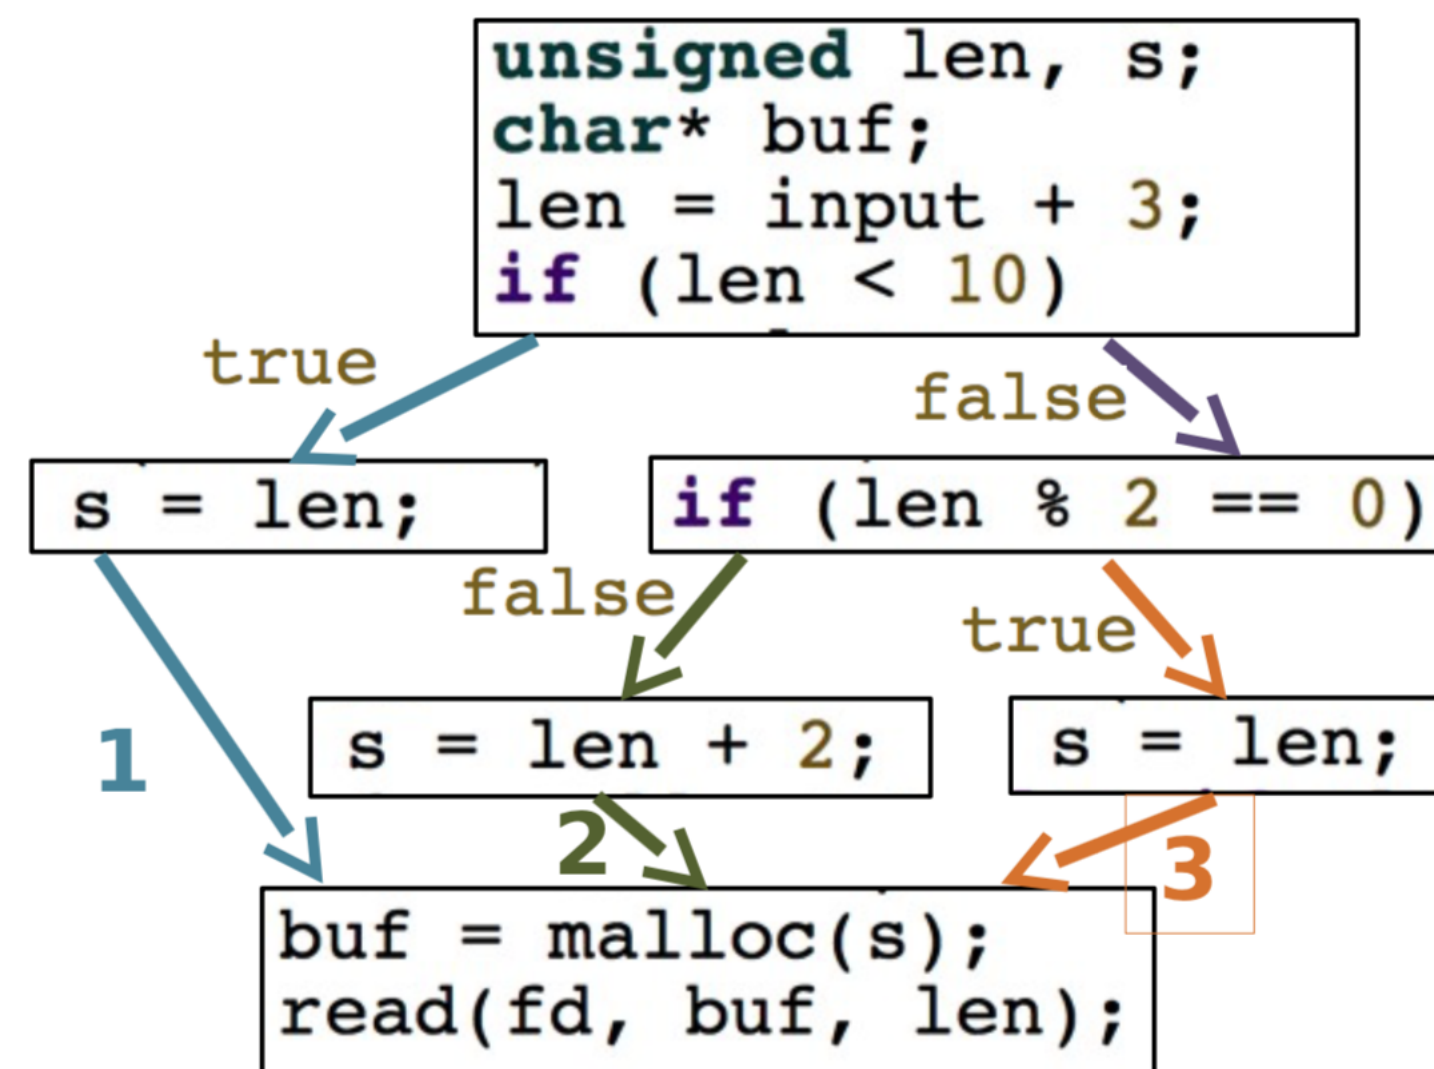 unsigned len, s;
char* buf;
len = input + 3;
if (len < 10)
true
false
s = len;
if (len % 2 == 0)
false
true
s = len + 2;
s = len;
1
2
3
buf = malloc(s);
read(fd, buf, len);